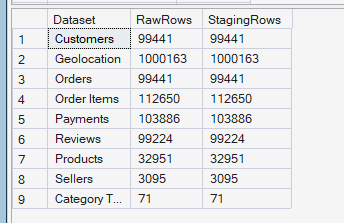 Dataset RawRows StagingRows
1 Customers 99441 99441
2 Geolocation 1000163 1000163
3 Orders 99441 99441
4 Order Items 112650 112650
5 Payments 103886 103886
6 Reviews 99224 99224
7 Products 32951 32951
8 Sellers 3095 3095
9 Category T... 71 71